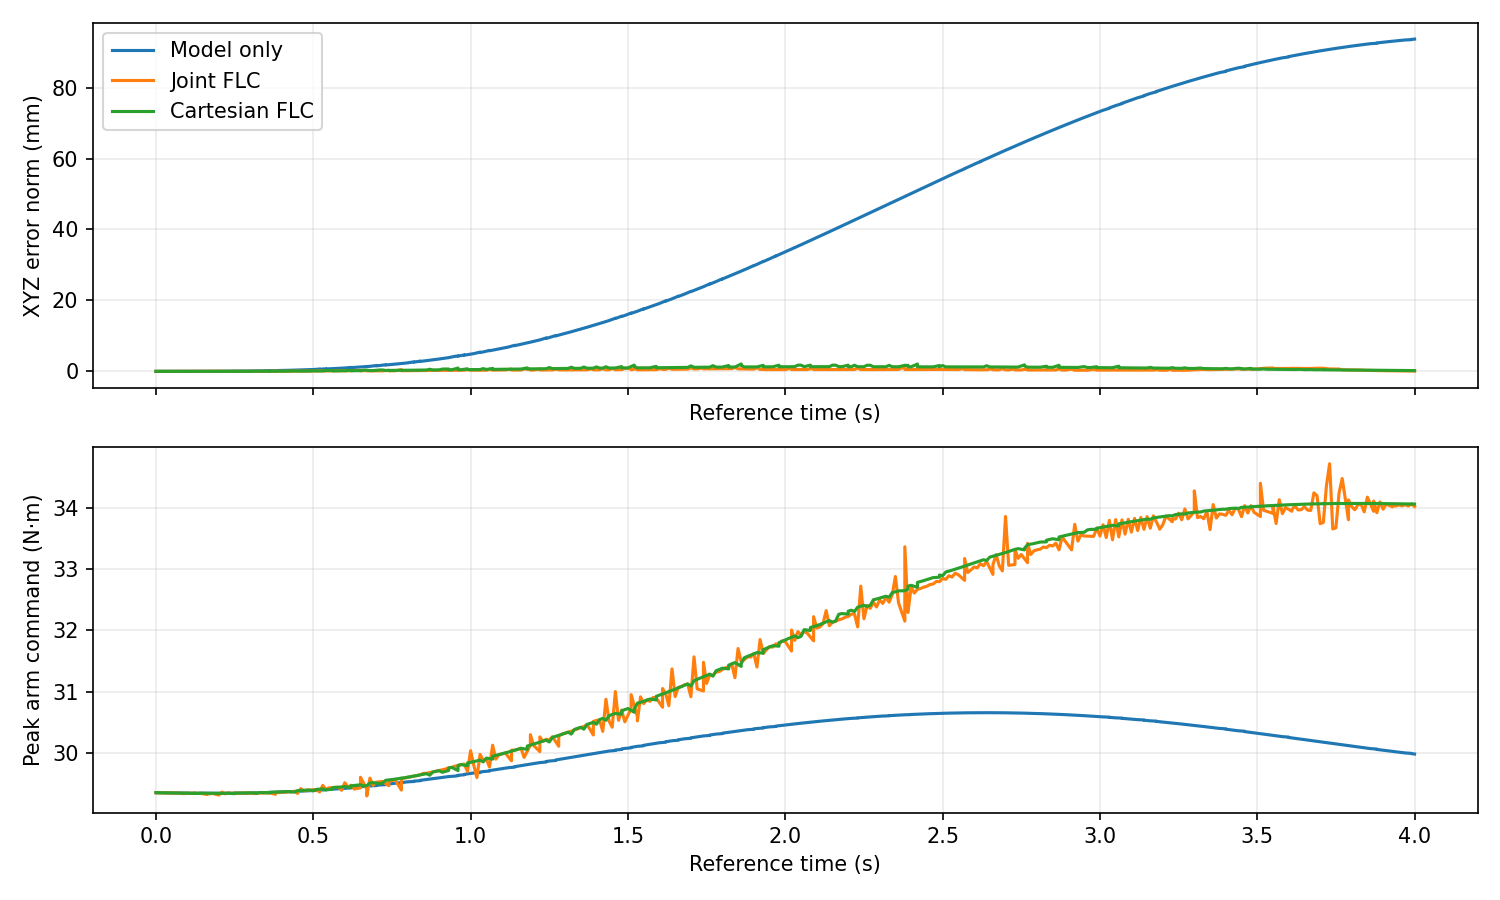 XYZ error norm (mm)
80
60
40
20
0
Model only
Joint FLC
Cartesian FLC
Reference time (s)
Peak arm command (N·m)
34
33
32
31
30
0.0 0.5 1.0 1.5 2.0 2.5 3.0 3.5 4.0
Reference time (s)